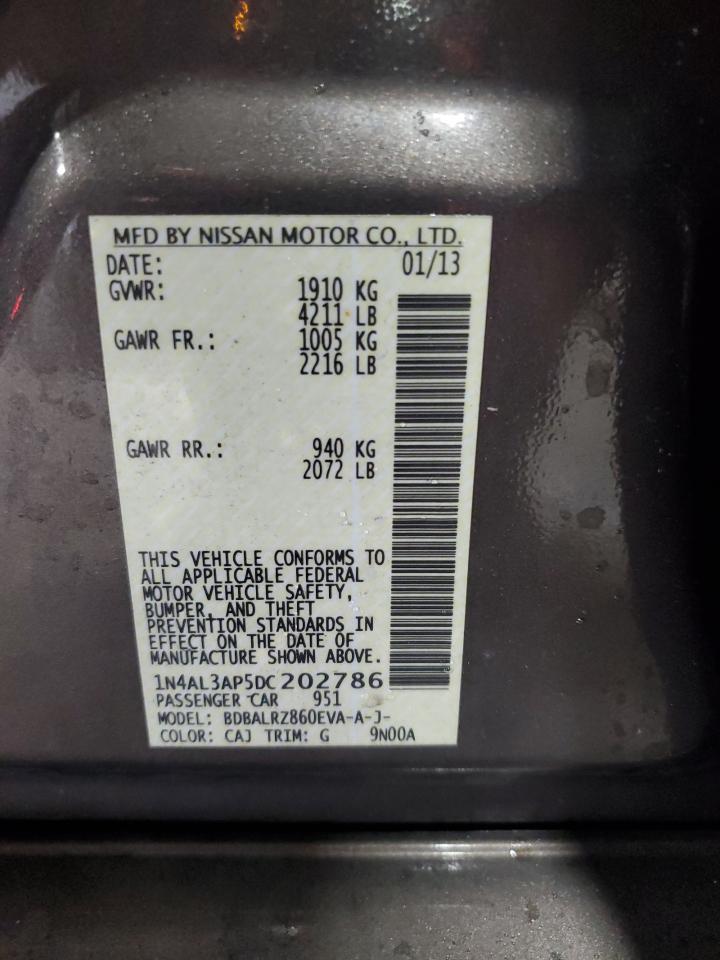 MFD BY NISSAN MOTOR CO., LTD.
DATE: 01/13
GVWR: 1910 KG
4211 LB
GAWR FR.: 1005 KG
2216 LB
GAWR RR.: 940 KG
2072 LB
THIS VEHICLE CONFORMS TO
ALL APPLICABLE FEDERAL
MOTOR VEHICLE SAFETY,
BUMPER, AND THEFT
PREVENTION STANDARDS IN
EFFECT ON THE DATE OF
MANUFACTURE SHOWN ABOVE.
1N4AL3AP5DC202786
PASSENGER CAR 951
MODEL: BDBALRZ860EVA-A-J-
COLOR: CAJ TRIM: G 9N00A